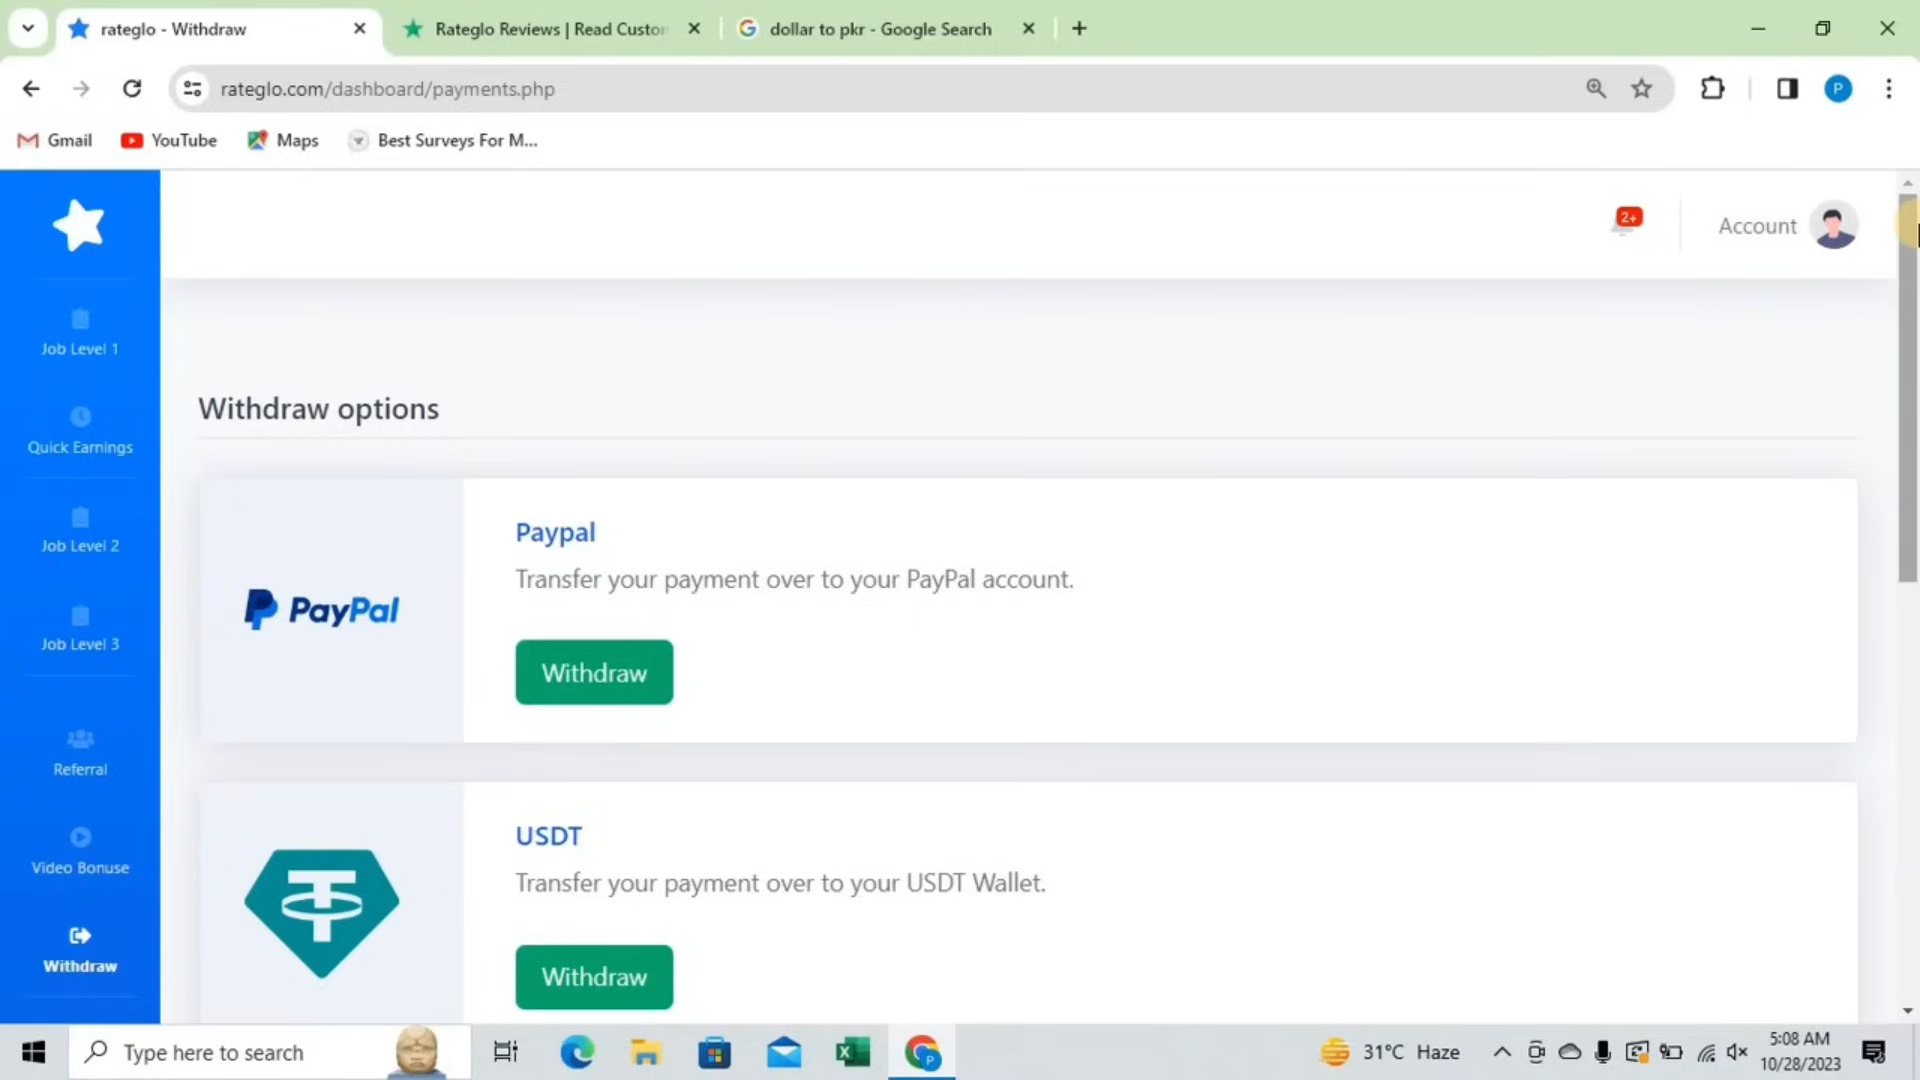 rateglo - Withdraw
Rateglo Reviews | Read Custon
dollar to pkr - Google Search
rateglo.com/dashboard/payments.php
P
Gmail
YouTube
Maps
Best Surveys For M...
2+
Account
Job Level 1
Quick Earnings
Job Level 2
Job Level 3
Referral
Video Bonuse
Withdraw
Withdraw options
PayPal
Paypal
Transfer your payment over to your PayPal account.
Withdraw
USDT
Transfer your payment over to your USDT Wallet.
Withdraw
Type here to search
31°C Haze
5:08 AM
10/28/2023